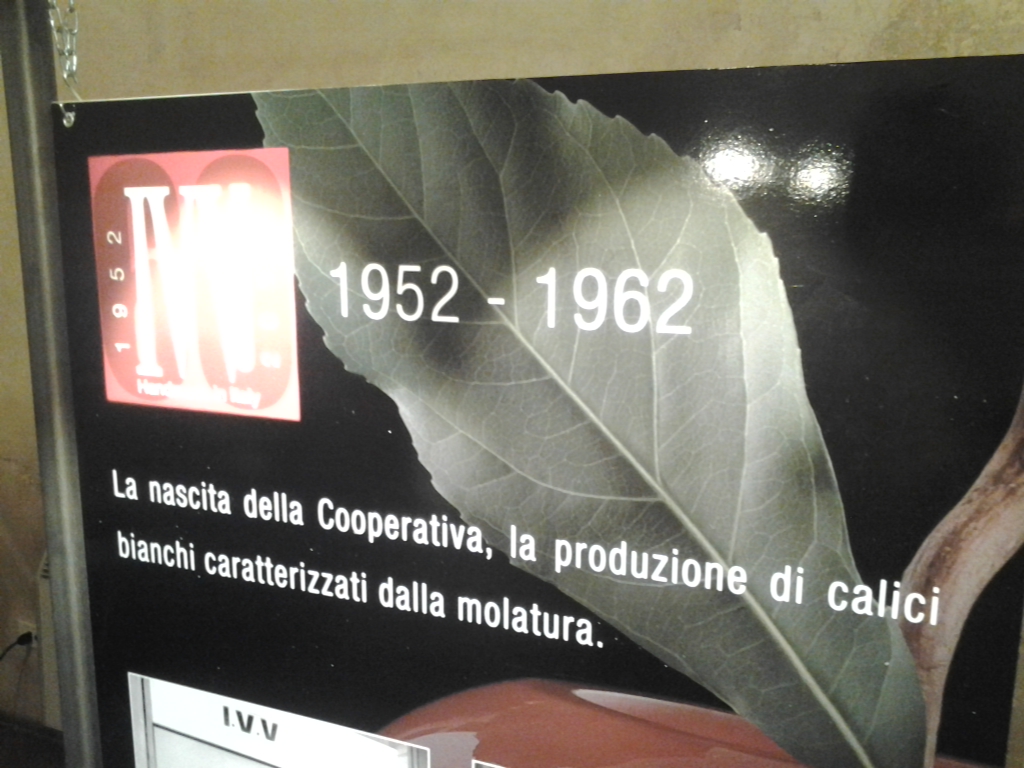 IVV
1952
1952 - 1962
La nascita della Cooperativa, la produzione di calici
bianchi caratterizzati dalla molatura.
I.V.V